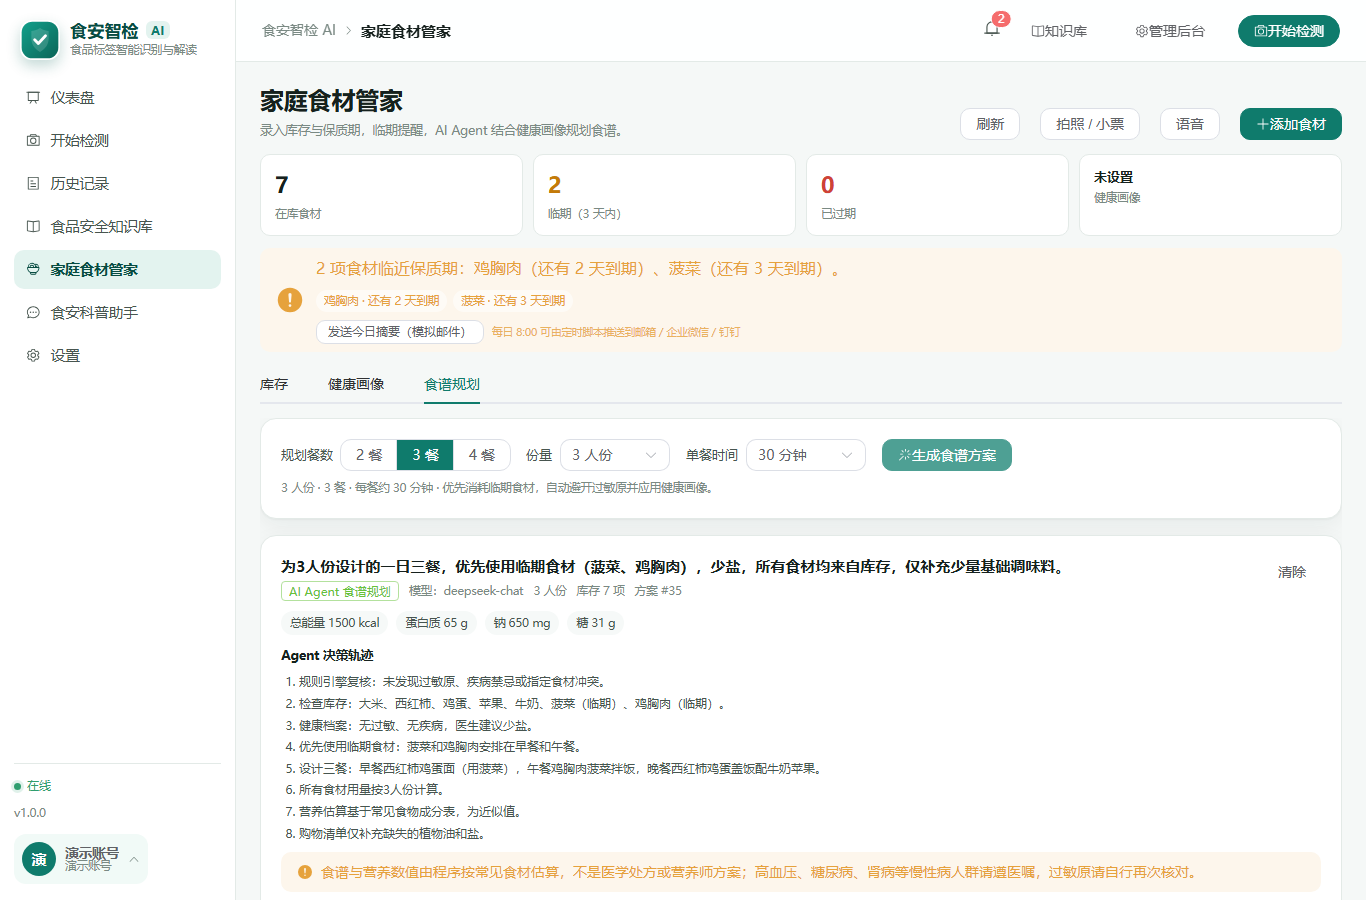 食安智检 AI
食品标签智能识别与解读
仪表盘
开始检测
历史记录
食品安全知识库
家庭食材管家
食安科普助手
设置
在线
v1.0.0
演
演示账号
演示账号
食安智检 AI > 家庭食材管家
2
知识库
管理后台
开始检测
家庭食材管家
录入库存与保质期，临期提醒，AI Agent 结合健康画像规划食谱。
刷新
拍照 / 小票
语音
+添加食材
7
在库食材
2
临期（3 天内）
0
已过期
未设置
健康画像
2 项食材临近保质期：鸡胸肉（还有 2 天到期）、菠菜（还有 3 天到期）。
鸡胸肉 · 还有 2 天到期 菠菜 · 还有 3 天到期
发送今日摘要（模拟邮件） 每日 8:00 可由定时脚本推送到邮箱 / 企业微信 / 钉钉
库存 健康画像 食谱规划
规划餐数 2 餐 3 餐 4 餐 份量 3 人份 单餐时间 30 分钟 生成食谱方案
3 人份 · 3 餐 · 每餐约 30 分钟 · 优先消耗临期食材，自动避开过敏原并应用健康画像。
为3人份设计的一日三餐，优先使用临期食材（菠菜、鸡胸肉），少盐，所有食材均来自库存，仅补充少量基础调味料。
清除
AI Agent 食谱规划 模型：deepseek-chat 3 人份 库存 7 项 方案 #35
总能量 1500 kcal 蛋白质 65 g 钠 650 mg 糖 31 g
Agent 决策轨迹
1. 规则引擎复核：未发现过敏原、疾病禁忌或指定食材冲突。
2. 检查库存：大米、西红柿、鸡蛋、苹果、牛奶、菠菜（临期）、鸡胸肉（临期）。
3. 健康档案：无过敏、无疾病，医生建议少盐。
4. 优先使用临期食材：菠菜和鸡胸肉安排在早餐和午餐。
5. 设计三餐：早餐西红柿鸡蛋面（用菠菜），午餐鸡胸肉菠菜拌饭，晚餐西红柿鸡蛋盖饭配牛奶苹果。
6. 所有食材用量按3人份计算。
7. 营养估算基于常见食物成分表，为近似值。
8. 购物清单仅补充缺失的植物油和盐。
食谱与营养数值由程序按常见食材估算，不是医学处方或营养师方案；高血压、糖尿病、肾病等慢性病人群请遵医嘱，过敏原请自行再次核对。